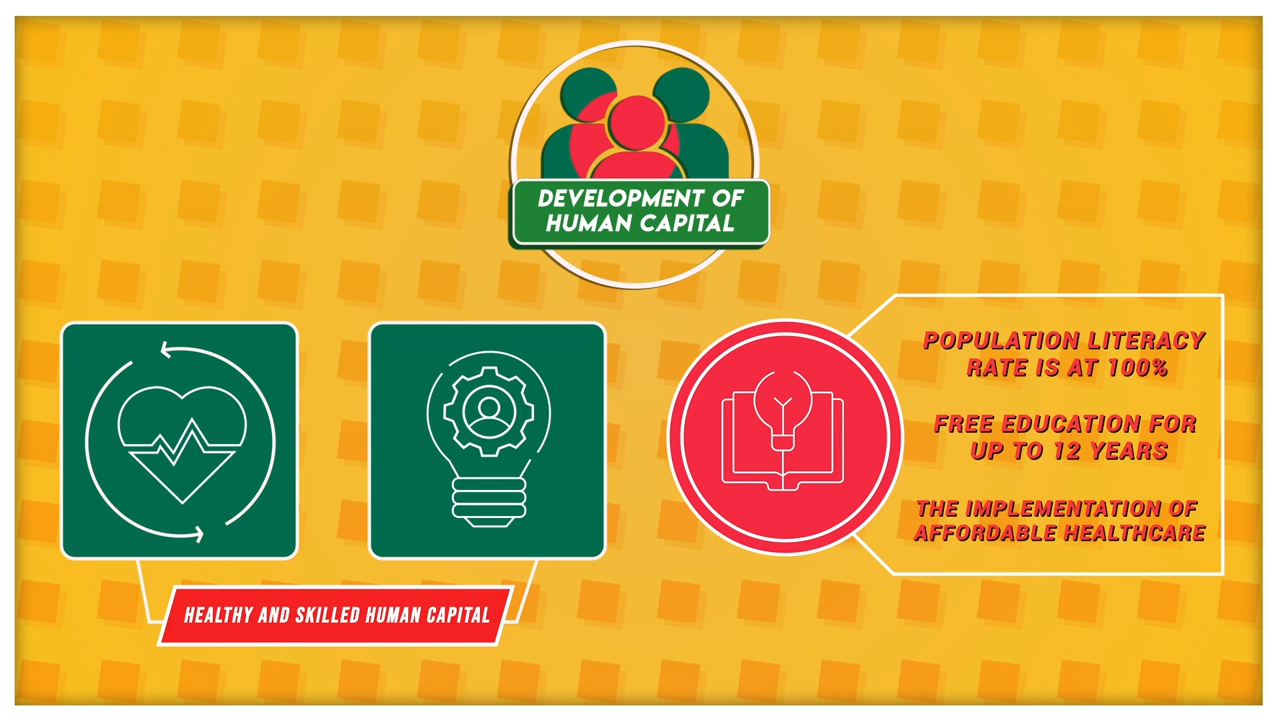 DEVELOPMENT OF
HUMAN CAPITAL
POPULATION LITERACY
RATE IS AT 100%
FREE EDUCATION FOR
UP TO 12 YEARS
THE IMPLEMENTATION OF
AFFORDABLE HEALTHCARE
HEALTHY AND SKILLED HUMAN CAPITAL